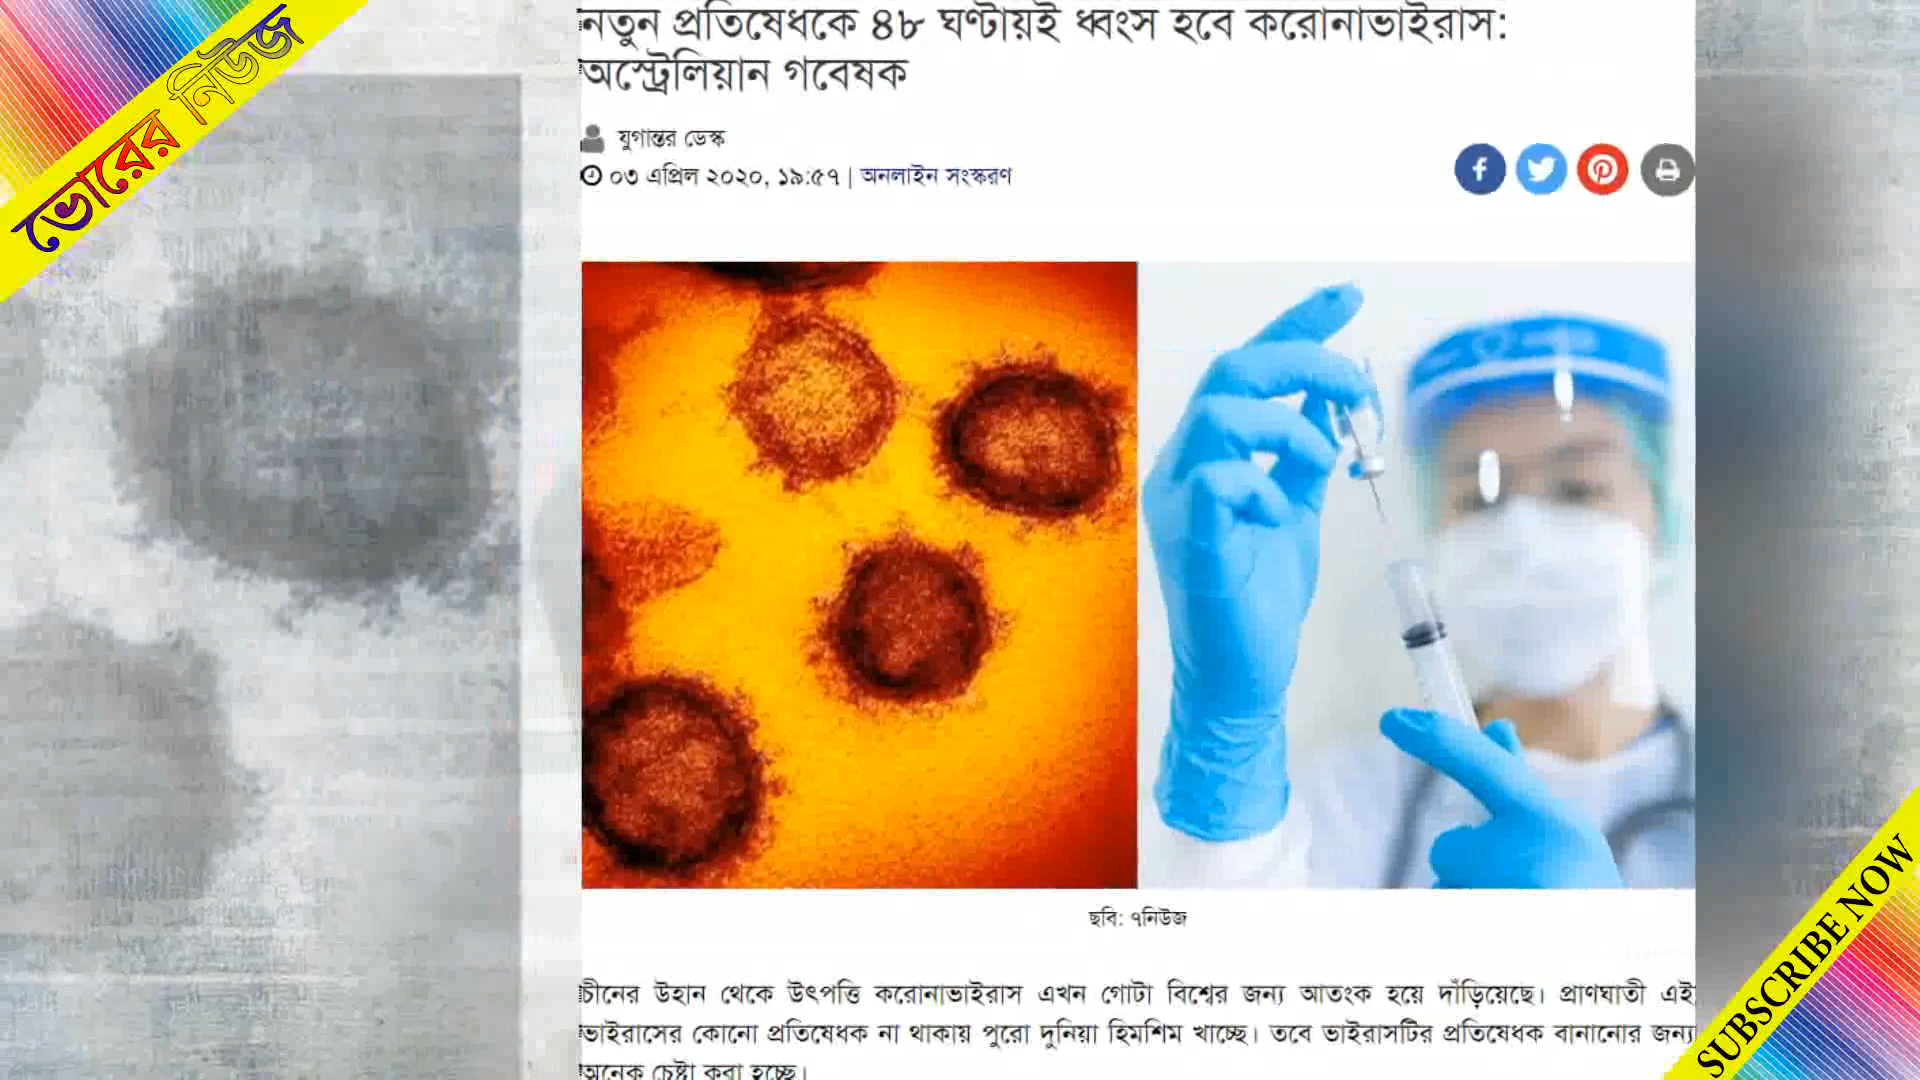 ভোরের নিউজ
নতুন প্রতিষেধকে ৪৮ ঘণ্টায়ই ধ্বংস হবে করোনাভাইরাস:
অস্ট্রেলিয়ান গবেষক
যুগান্তর ডেস্ক
০৩ এপ্রিল ২০২০, ১৯:৫৭ | অনলাইন সংস্করণ
ছবি: ৭নিউজ
চীনের উহান থেকে উৎপত্তি করোনাভাইরাস এখন গোটা বিশ্বের জন্য আতংক হয়ে দাঁড়িয়েছে। প্রাণঘাতী এই
ভাইরাসের কোনো প্রতিষেধক না থাকায় পুরো দুনিয়া হিমশিম খাচ্ছে। তবে ভাইরাসটির প্রতিষেধক বানানোর জন্য
অনেক চেষ্টা করা হচ্ছে।
SUBSCRIBE NOW